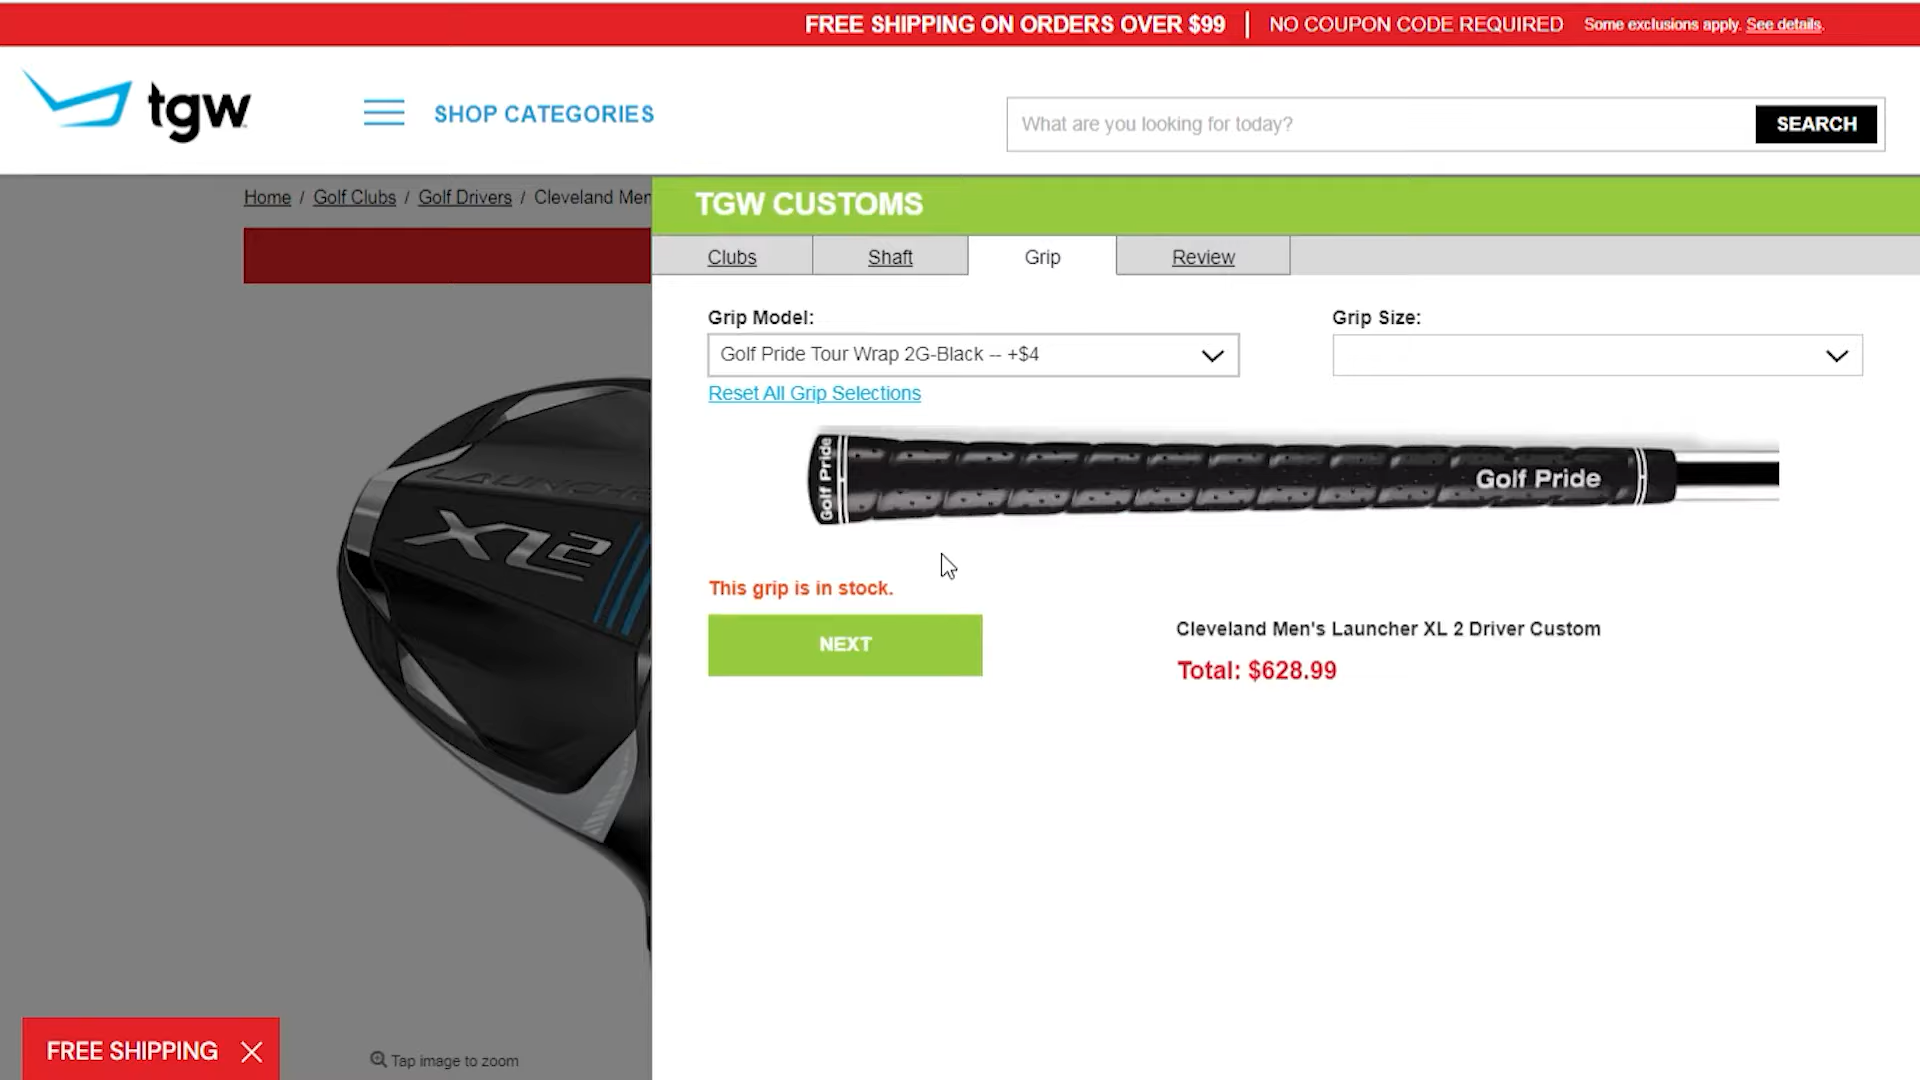 FREE SHIPPING ON ORDERS OVER $99 | NO COUPON CODE REQUIRED Some exclusions apply. See details.
tgw
SHOP CATEGORIES
What are you looking for today?
SEARCH
Home / Golf Clubs / Golf Drivers / Cleveland Men
TGW CUSTOMS
Clubs
Shaft
Grip
Review
Grip Model:
Grip Size:
Golf Pride Tour Wrap 2G-Black -- +$4
Reset All Grip Selections
Golf Pride
Golf Pride
LAUNCHE
XL2
This grip is in stock.
NEXT
Cleveland Men's Launcher XL 2 Driver Custom
Total: $628.99
FREE SHIPPING
Tap image to zoom